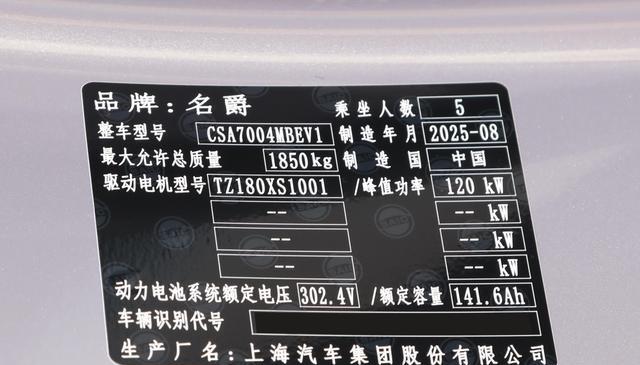 品牌：名爵 乘坐人数 5
整车型号 CSA7004MBEV1 制造年月 2025-08
最大允许总质量 1850kg 制造国 中国
驱动电机型号 TZ180XS1001 /峰值功率 120 kW
-- -- kW
-- -- kW
-- -- kW
动力电池系统额定电压 302.4V /额定容量 141.6Ah
车辆识别代号
生产厂名：上海汽车集团股份有限公司